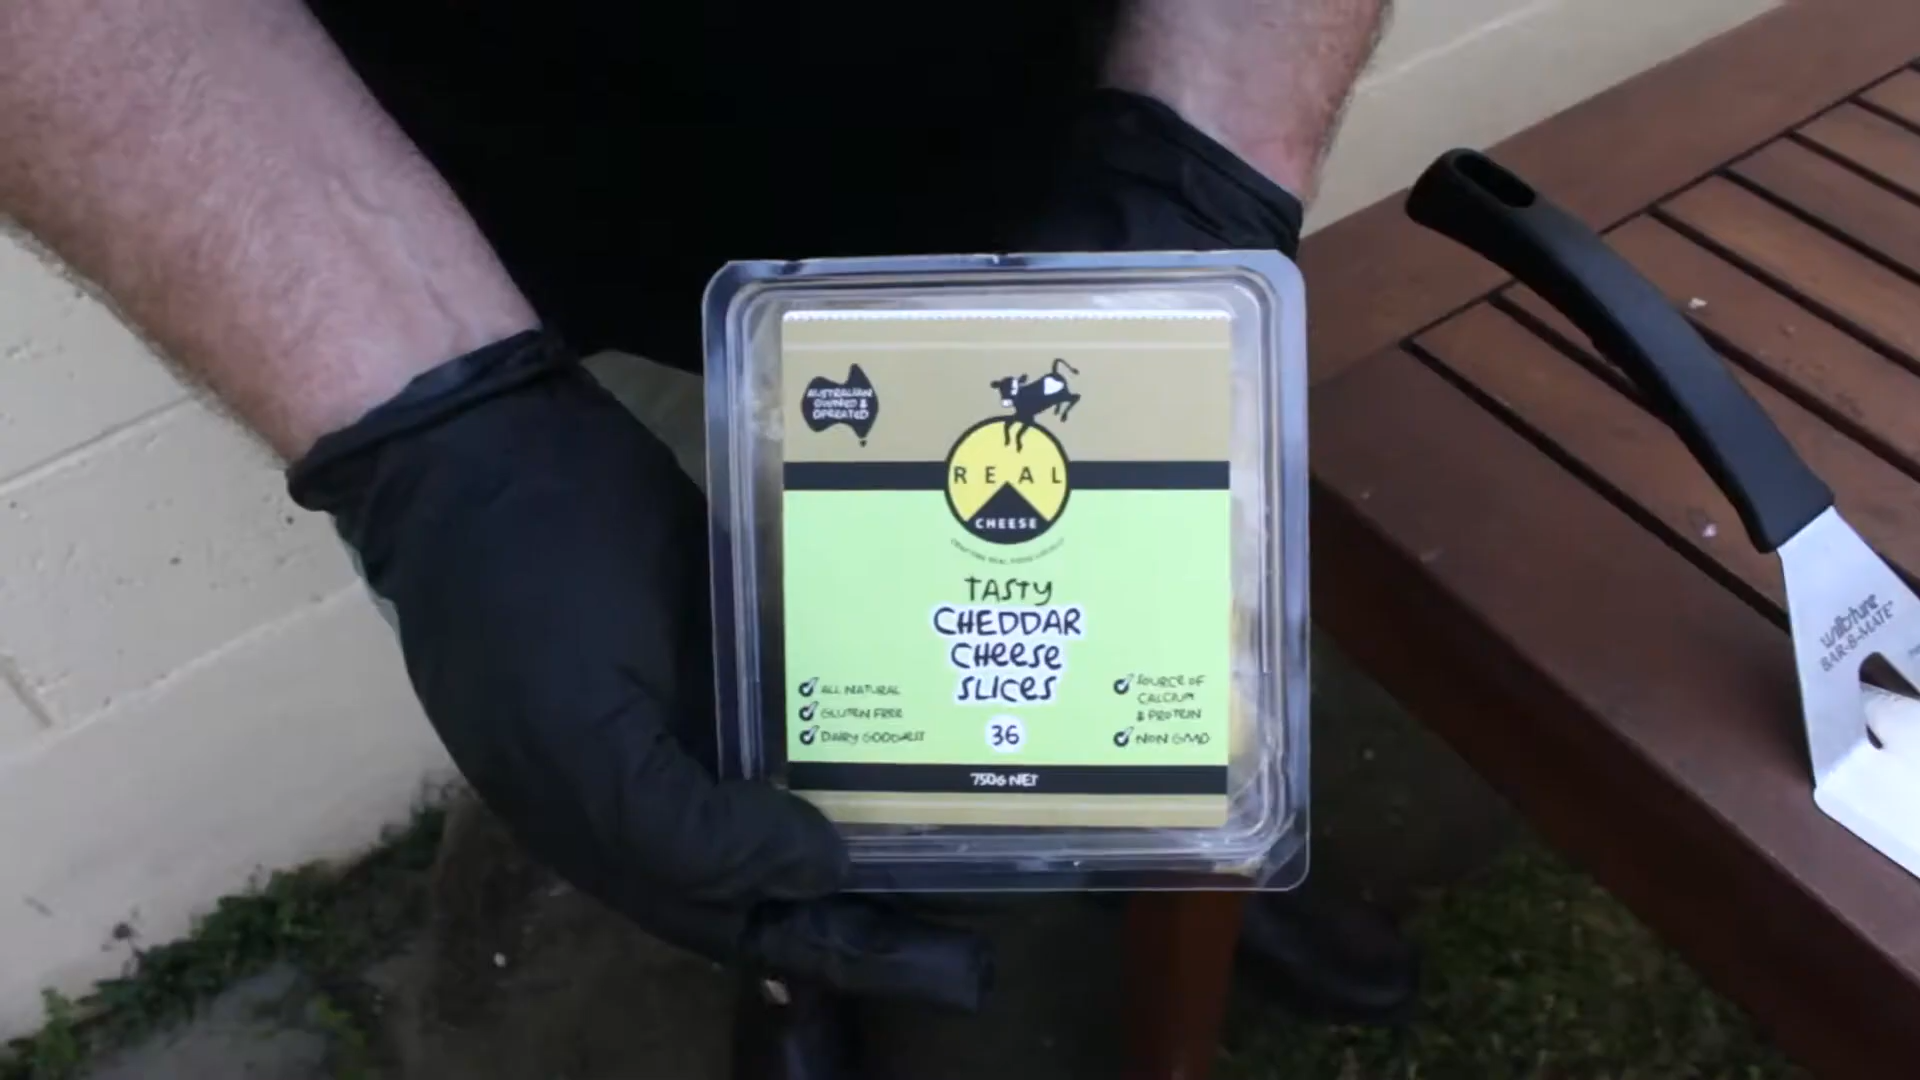 AUSTRALIAN
OWNED &
OPERATED
REAL
CHEESE
TASTY
CHEDDAR
CHEESE
SLICES
36
ALL NATURAL
GLUTEN FREE
DAIRY GOODNESS
SOURCE OF
CALCIUM
& PROTEIN
NON GMO
750G NET
wiltshire
BAR-B-MATE